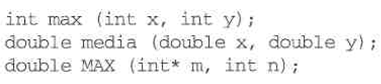 int max (int x, int y);
double media (double x, double y);
double MAX (int* m, int n);